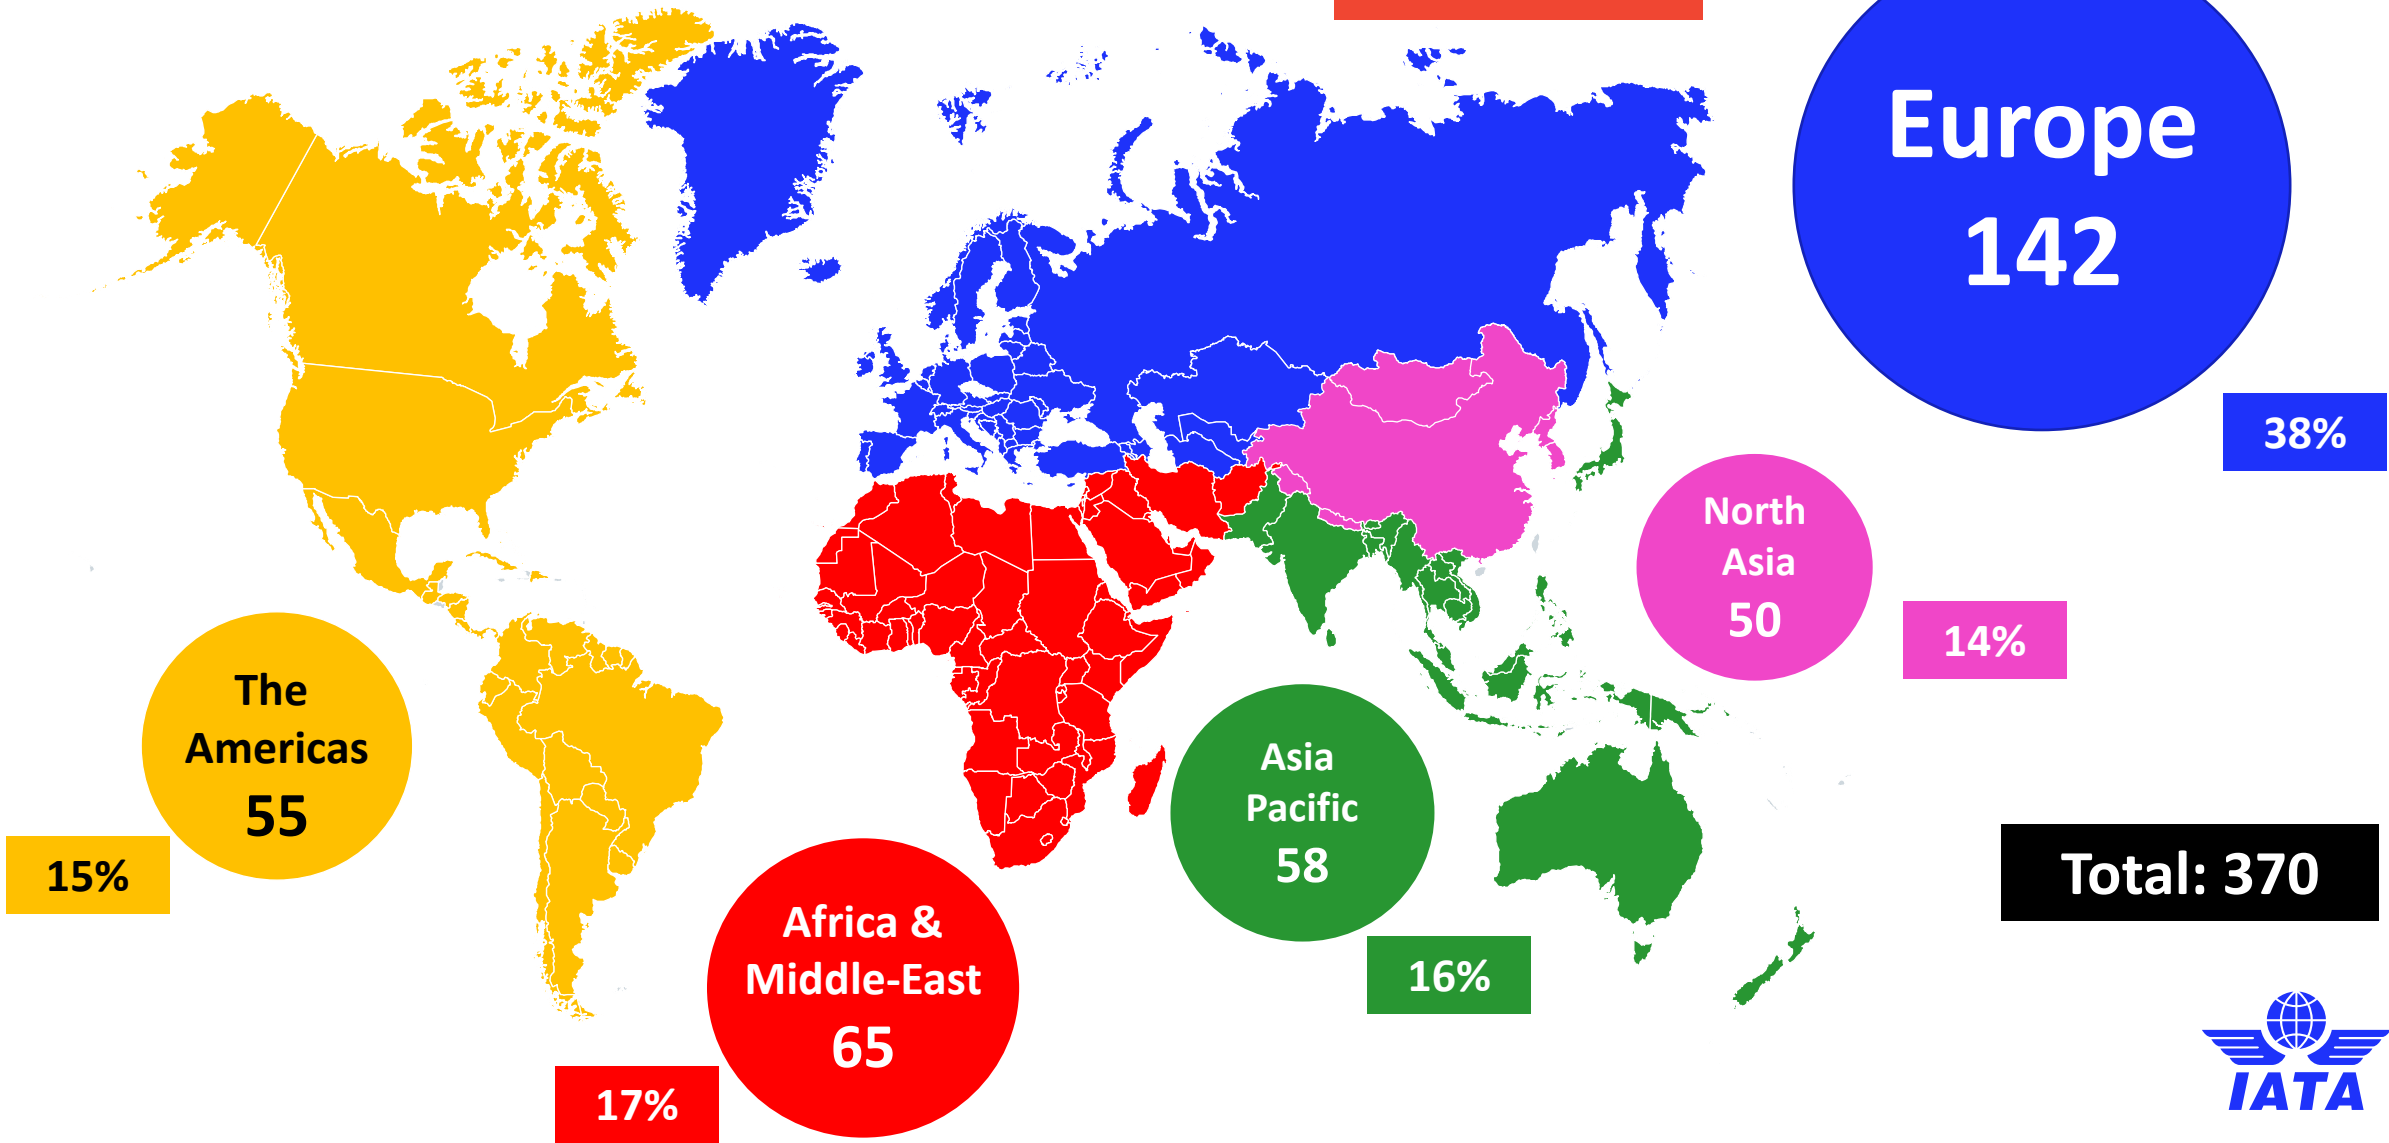 Europe
142
38%
North
Asia
50
14%
The
Americas
55
15%
Asia
Pacific
58
16%
Africa &
Middle-East
65
17%
Total: 370
IATA